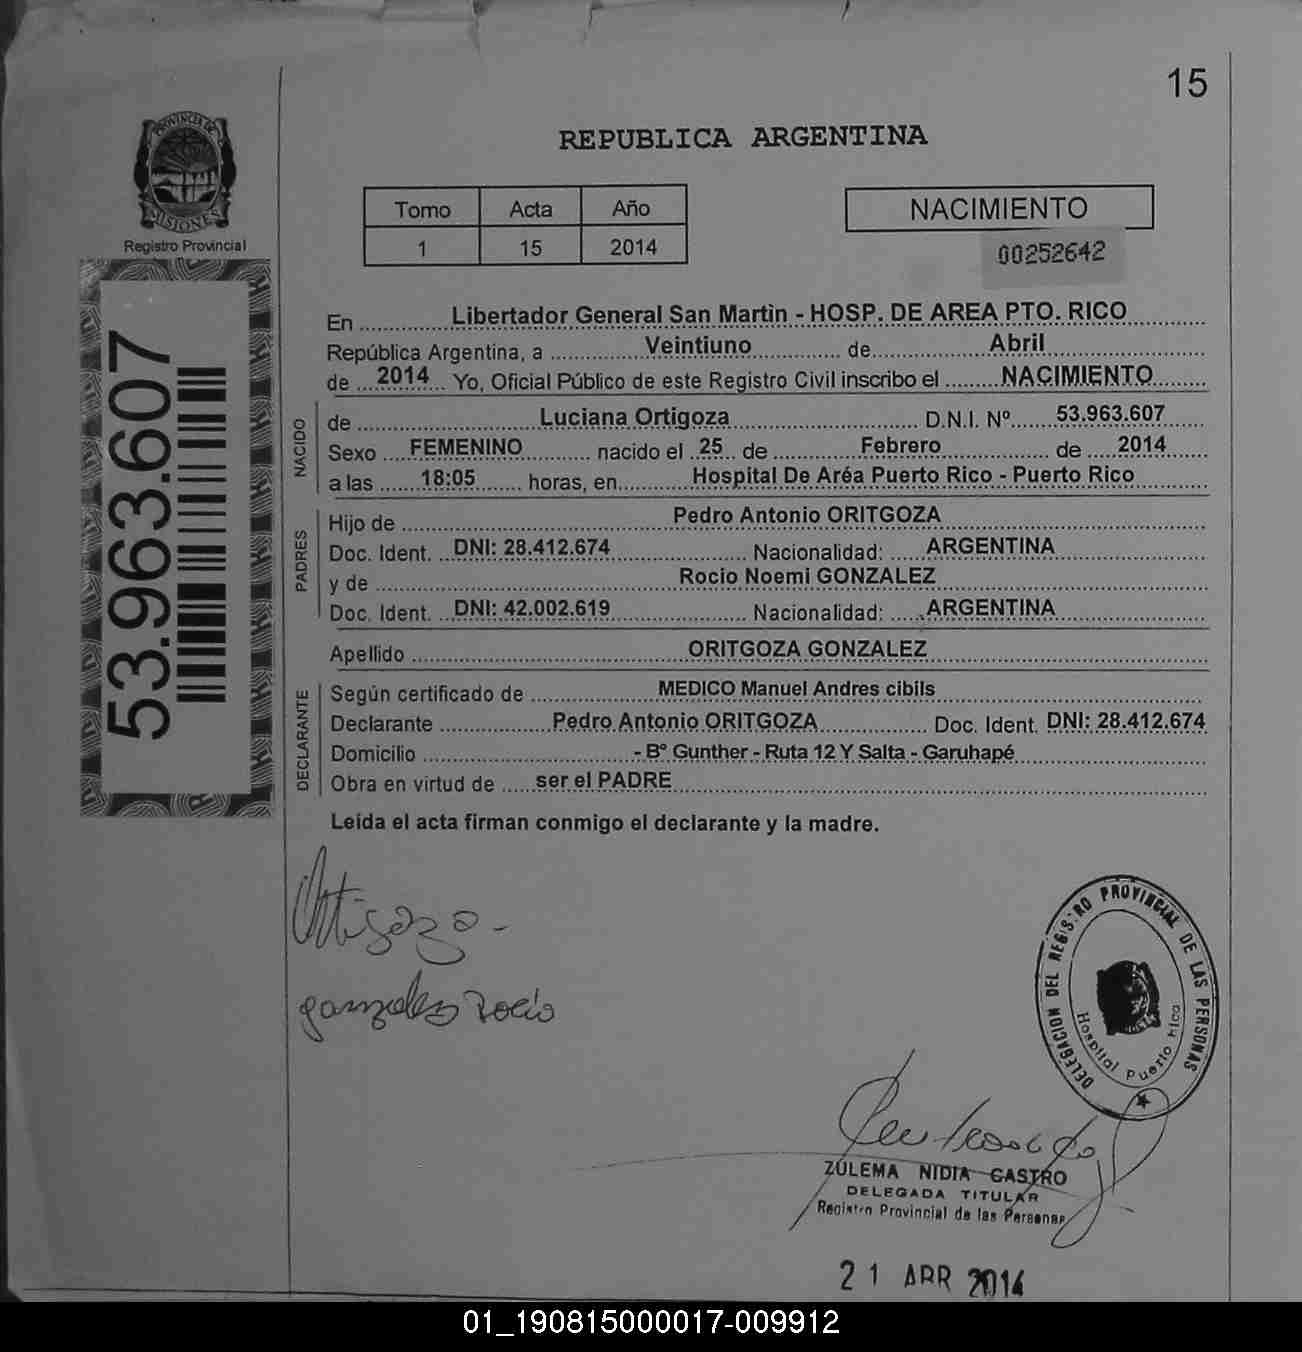 15
PROVINCIA DE
MISIONES
Registro Provincial
REPUBLICA ARGENTINA
Tomo Acta Año
1 15 2014
NACIMIENTO
00252642
53.963.607
En Libertador General San Martìn - HOSP. DE AREA PTO. RICO
República Argentina, a Veintiuno de Abril
de 2014 Yo, Oficial Público de este Registro Civil inscribo el NACIMIENTO
NACIDO
de Luciana Ortigoza D.N.I. Nº 53.963.607
Sexo FEMENINO nacido el 25 de Febrero de 2014
a las 18:05 horas, en Hospital De Aréa Puerto Rico - Puerto Rico
PADRES
Hijo de Pedro Antonio ORITGOZA
Doc. Ident. DNI: 28.412.674 Nacionalidad: ARGENTINA
y de Rocio Noemi GONZALEZ
Doc. Ident. DNI: 42.002.619 Nacionalidad: ARGENTINA
Apellido ORITGOZA GONZALEZ
DECLARANTE
Según certificado de MEDICO Manuel Andres cibils
Declarante Pedro Antonio ORITGOZA Doc. Ident. DNI: 28.412.674
Domicilio - Bº Gunther - Ruta 12 Y Salta - Garuhapé
Obra en virtud de ser el PADRE
Leída el acta firman conmigo el declarante y la madre.
Ortigoza -
gonzalez Rocío
DELEGACION DEL REGISTRO PROVINCIAL DE LAS PERSONAS
Hospital Puerto Rico
ZULEMA NIDIA CASTRO
DELEGADA TITULAR
Registro Provincial de las Personas
21 ABR 2014
01_190815000017-009912